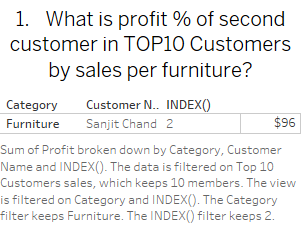 1. What is profit % of second
customer in TOP10 Customers
by sales per furniture?
Category Customer N.. INDEX()
Furniture Sanjit Chand 2 $96
Sum of Profit broken down by Category, Customer
Name and INDEX(). The data is filtered on Top 10
Customers sales, which keeps 10 members. The view
is filtered on Category and INDEX(). The Category
filter keeps Furniture. The INDEX() filter keeps 2.